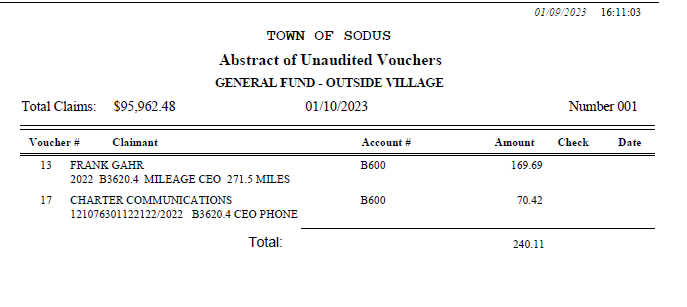 01/09/2023 16:11:03
TOWN OF SODUS
Abstract of Unaudited Vouchers
GENERAL FUND - OUTSIDE VILLAGE
Total Claims: $95,962.48 01/10/2023 Number 001
Voucher # Claimant Account # Amount Check Date
13 FRANK GAHR B600 169.69
2022 B3620.4 MILEAGE CEO 271.5 MILES
17 CHARTER COMMUNICATIONS B600 70.42
121076301122122/2022 B3620.4 CEO PHONE
Total: 240.11